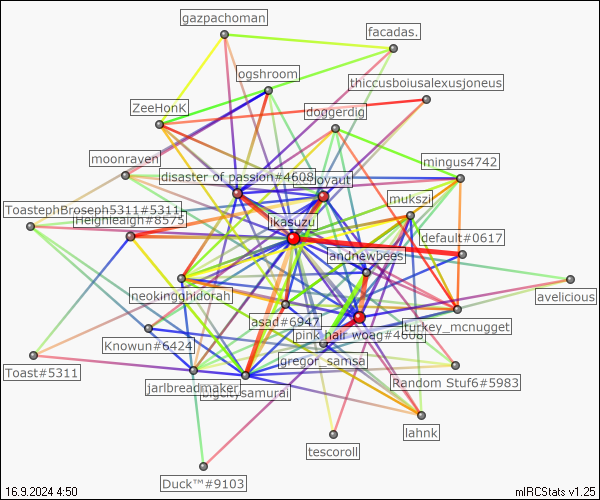 gazpachoman
facadas.
ogshroom
thiccusboiusalexusjoneus
ZeeHonK
doggerdig
moonraven
mingus4742
disaster of passion#4608
oyaut
mukszi
ToastephBroseph5311#5311
Heighleaigh#8575
ikasuzu
default#0617
andnewbees
neokingghidorah
avelicious
asad#6947
turkey_mcnugget
pink hair woag#4608
Knowun#6424
gregor_samsa
Toast#5311
jarlbreadmaker
samurai
Random Stuf6#5983
lahnk
tescoroll
Duck™#9103
16.9.2024 4:50
mIRCStats v1.25